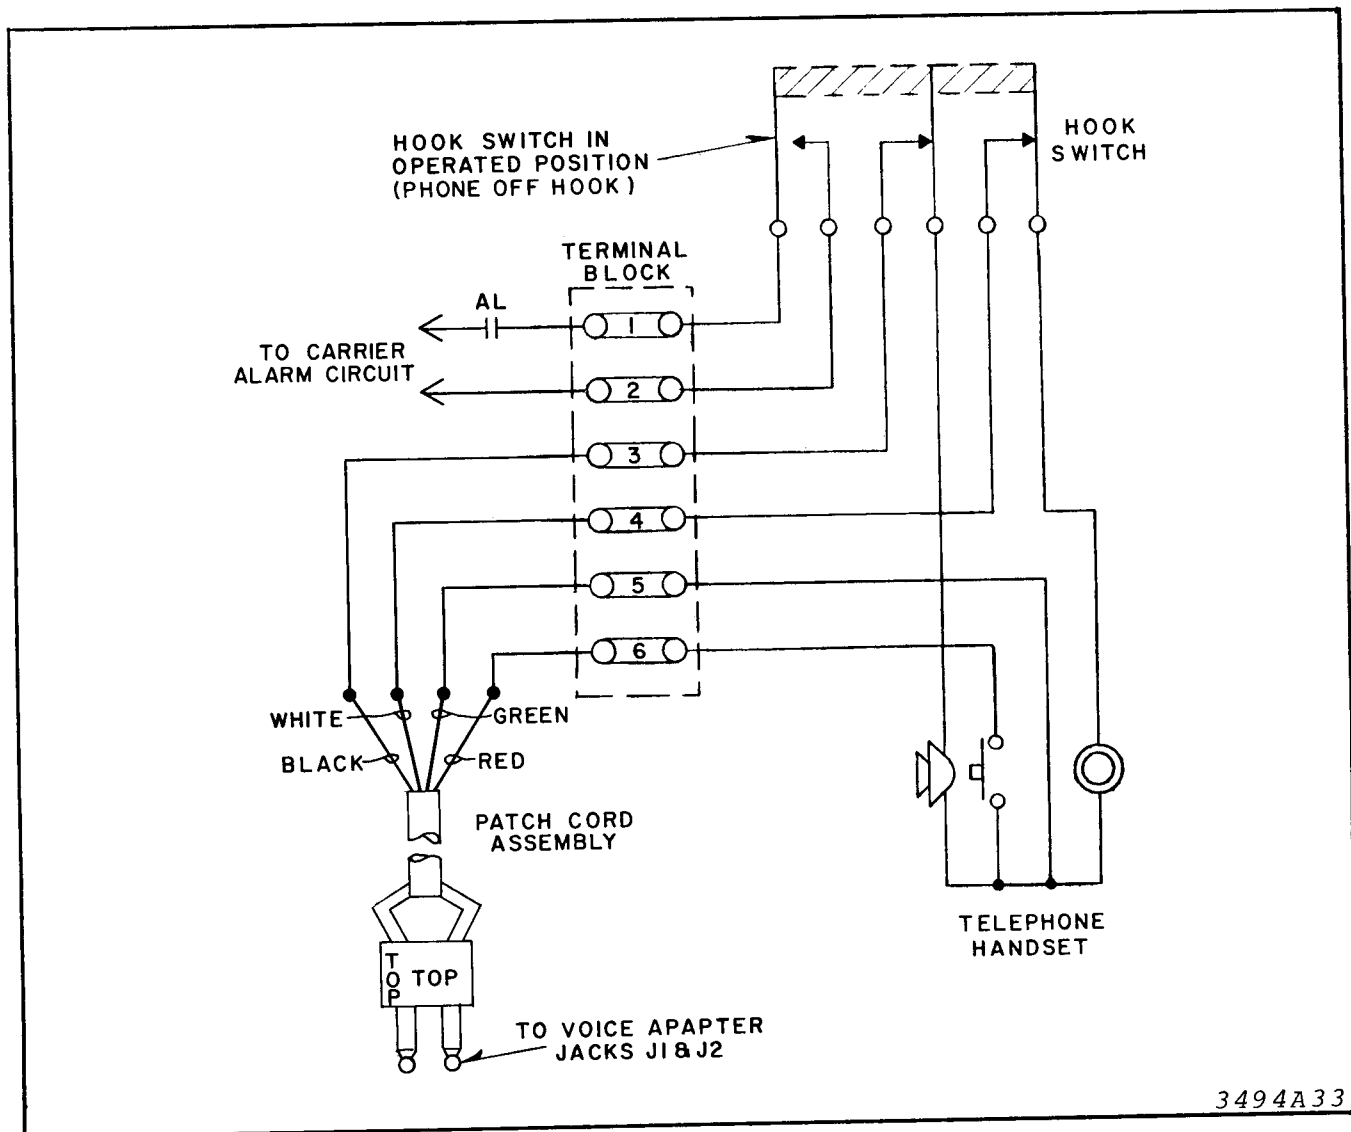 HOOK SWITCH IN
OPERATED POSITION
(PHONE OFF HOOK)
HOOK
SWITCH
TERMINAL
BLOCK
AL
1
TO CARRIER
ALARM CIRCUIT
2
3
4
5
6
WHITE
GREEN
BLACK
RED
PATCH CORD
ASSEMBLY
TELEPHONE
HANDSET
TOP
TOP
TO VOICE APAPTER
JACKS J1 & J2
3494A33